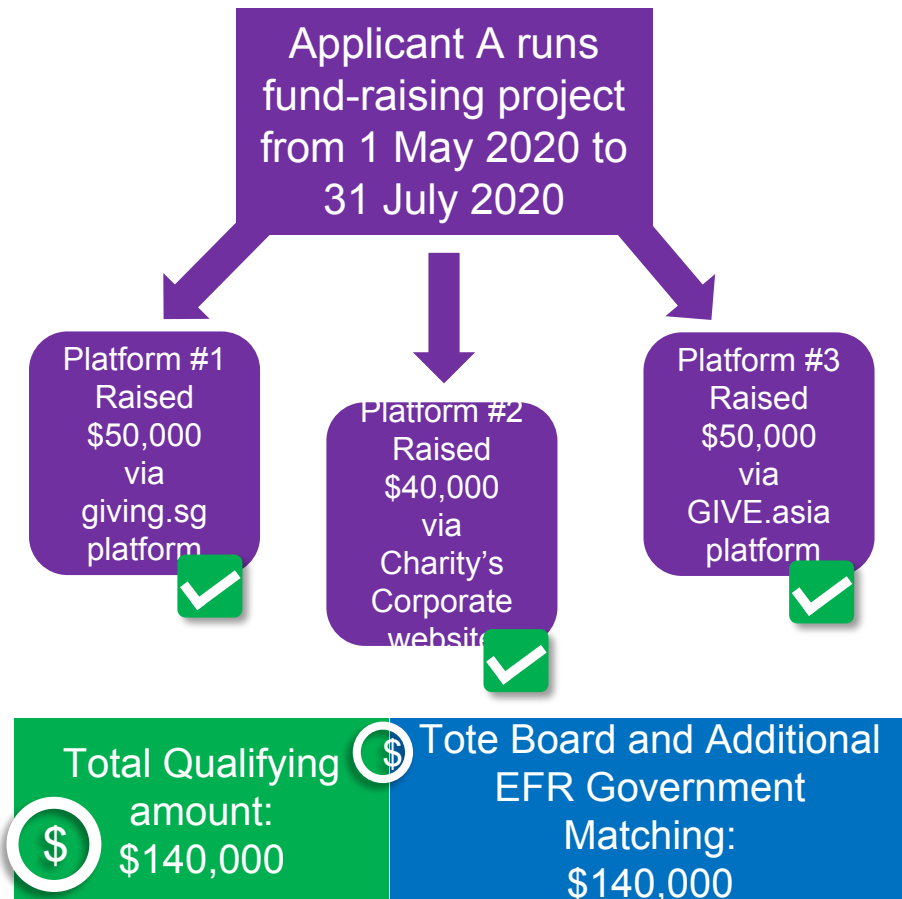 Applicant A runs
fund-raising project
from 1 May 2020 to
31 July 2020
Platform #1
Raised
$50,000
via
giving.sg
platform
Platform #2
Raised
$40,000
via
Charity's
Corporate
website
Platform #3
Raised
$50,000
via
GIVE.asia
platform
Total Qualifying
amount:
$140,000
$
$
Tote Board and Additional
EFR Government
Matching:
$140,000